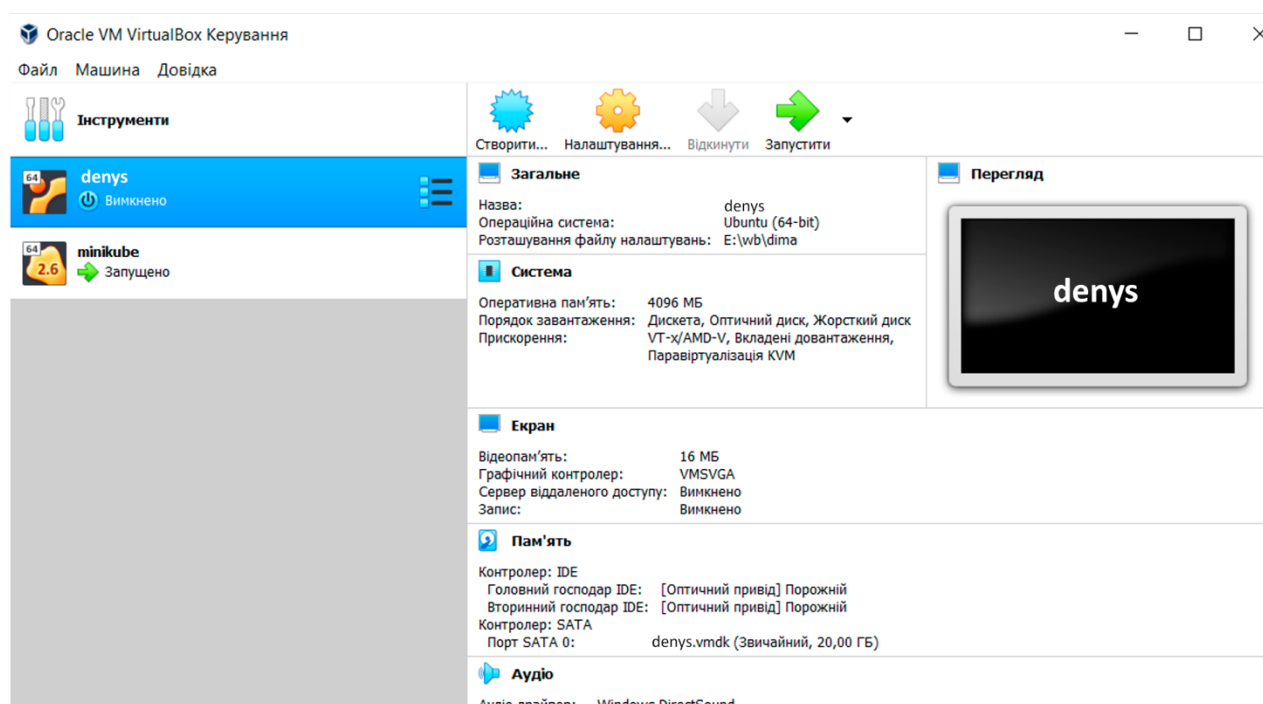 Oracle VM VirtualBox Керування
Файл Машина Довідка
Інструменти
Створити... Налаштування... Відкинути Запустити
64
denys
Вимкнено
64
2.6
minikube
Запущено
Загальне
Назва: denys
Операційна система: Ubuntu (64-bit)
Розташування файлу налаштувань: E:\wb\dima
Перегляд
denys
Система
Оперативна пам’ять: 4096 МБ
Порядок завантаження: Дискета, Оптичний диск, Жорсткий диск
Прискорення: VT-x/AMD-V, Вкладені довантаження,
Паравіртуалізація KVM
Екран
Відеопам’ять: 16 МБ
Графічний контролер: VMSVGA
Сервер віддаленого доступу: Вимкнено
Запис: Вимкнено
Пам'ять
Контролер: IDE
Головний господар IDE: [Оптичний привід] Порожній
Вторинний господар IDE: [Оптичний привід] Порожній
Контролер: SATA
Порт SATA 0: denys.vmdk (Звичайний, 20,00 ГБ)
Аудіо
Аудіо драйвер: Windows DirectSound